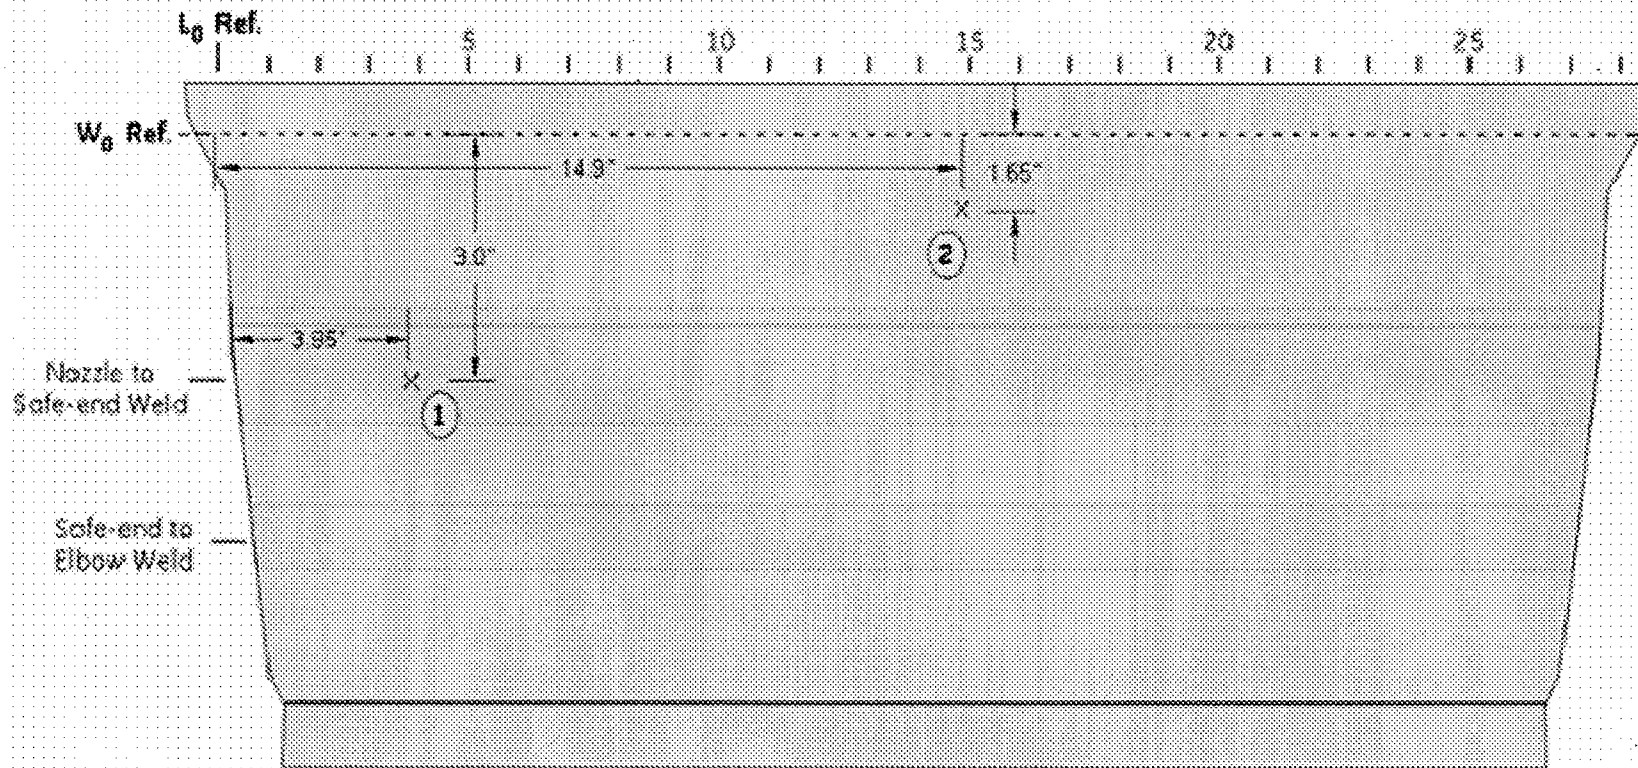 L0 Ref.
5 10 15 20 25
W0 Ref.
14.9"
1.65"
3.0"
2
3.95"
Nozzle to
Safe-end Weld
1
Safe-end to
Elbow Weld